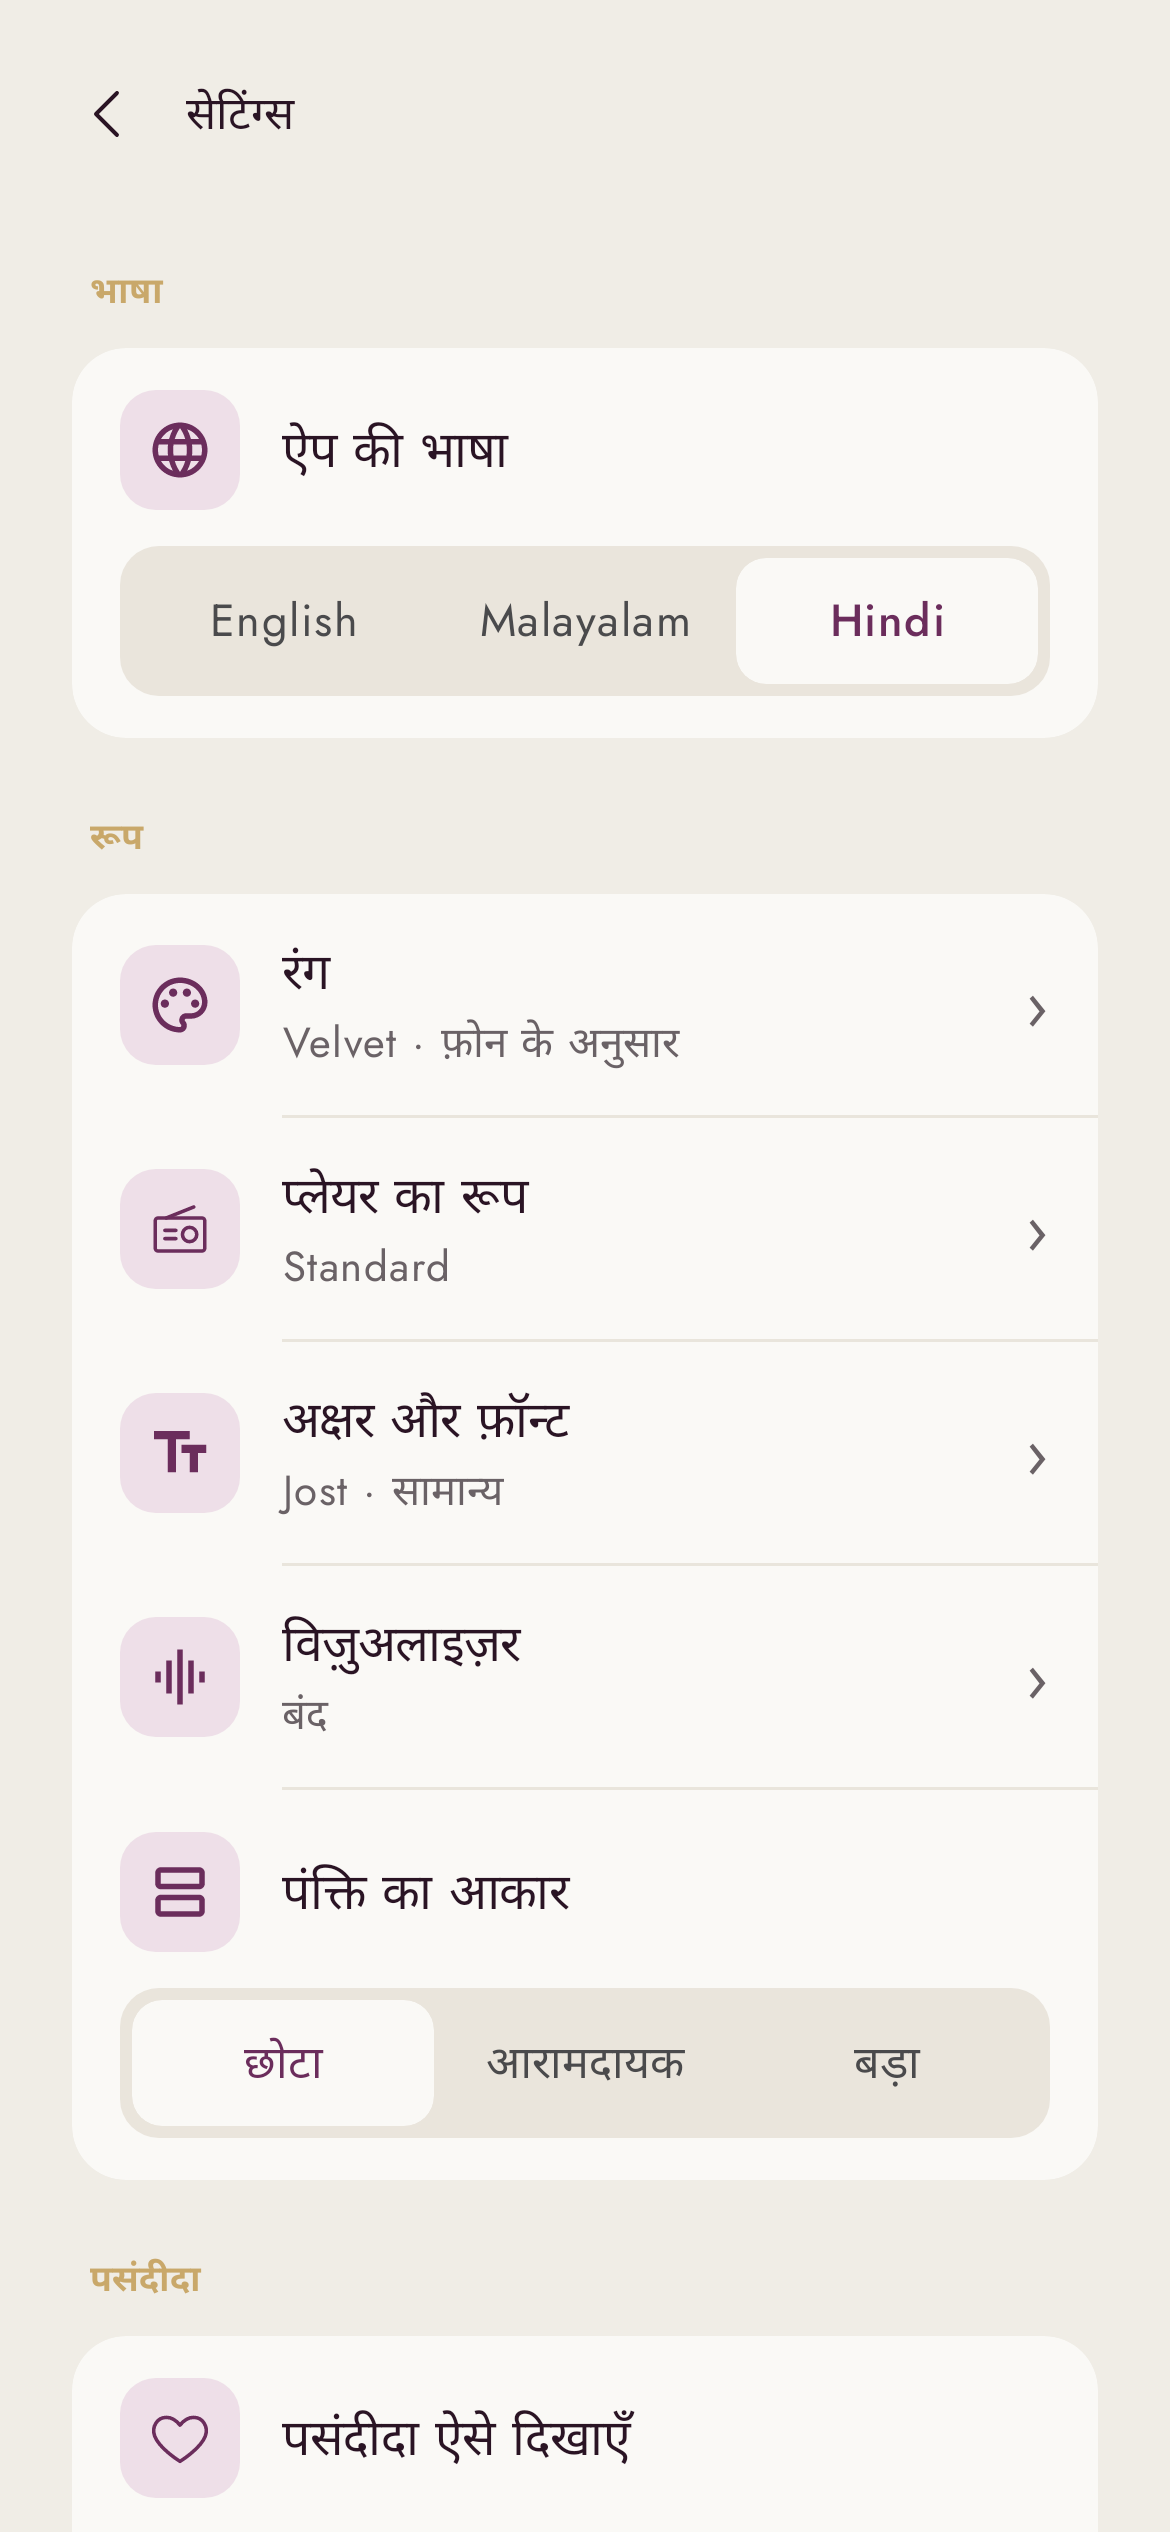 सेटिंग्स
भाषा
ऐप की भाषा
English Malayalam Hindi
रूप
रंग
Velvet · फ़ोन के अनुसार
प्लेयर का रूप
Standard
अक्षर और फ़ॉन्ट
Jost · सामान्य
विज़ुअलाइज़र
बंद
पंक्ति का आकार
छोटा आरामदायक बड़ा
पसंदीदा
पसंदीदा ऐसे दिखाएँ